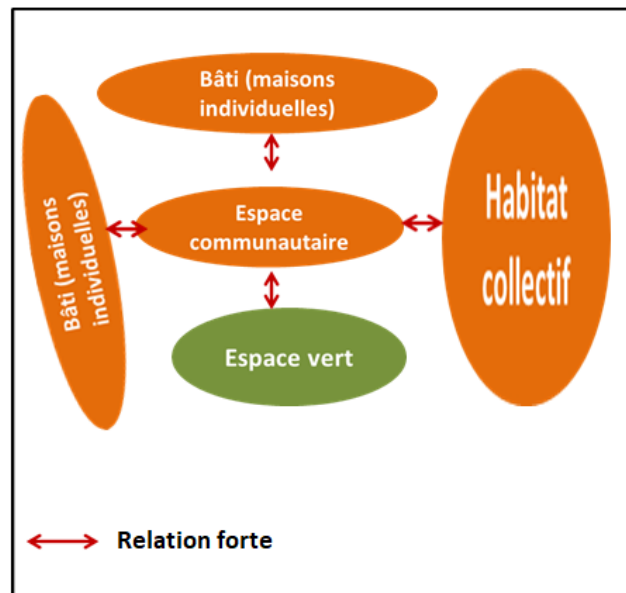 Bâti (maisons
individuelles)
Bâti (maisons
individuelles)
Espace
communautaire
Habitat
collectif
Espace vert
Relation forte